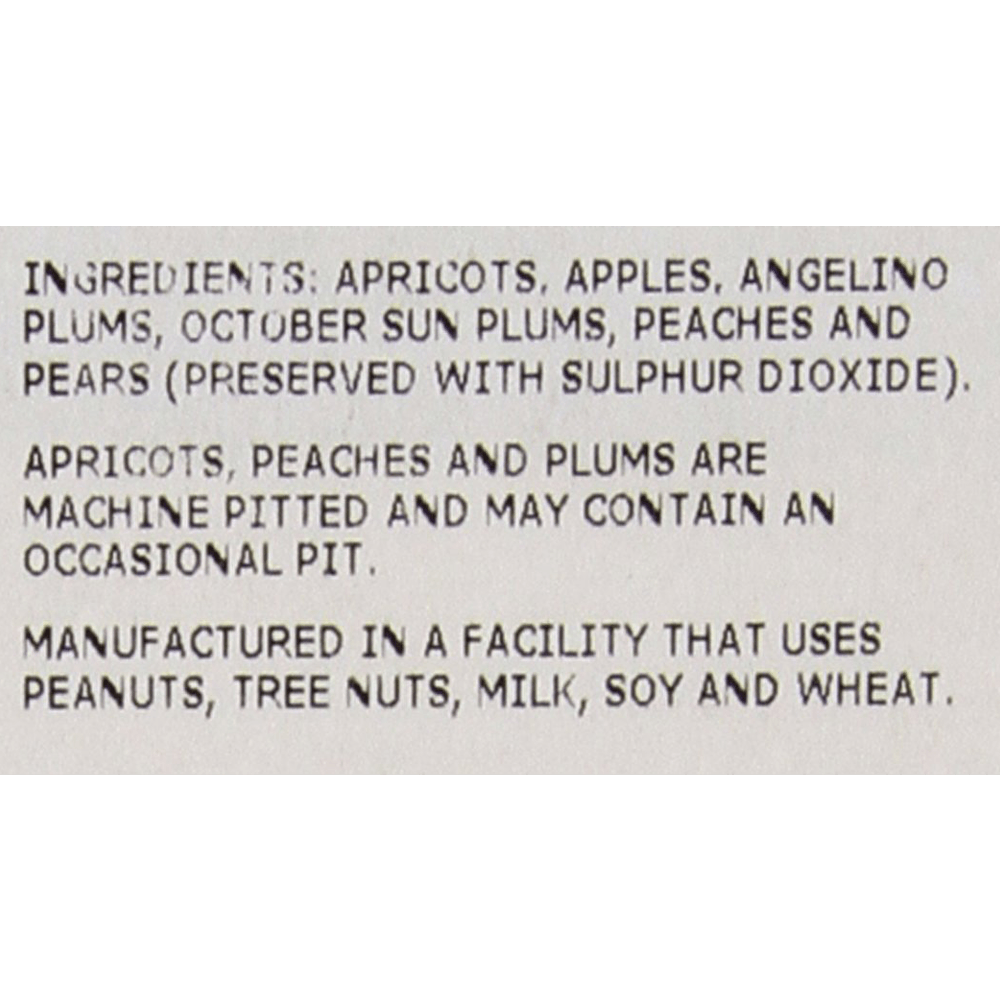 INGREDIENTS: APRICOTS, APPLES, ANGELINO
PLUMS, OCTOBER SUN PLUMS, PEACHES AND
PEARS (PRESERVED WITH SULPHUR DIOXIDE).
APRICOTS, PEACHES AND PLUMS ARE
MACHINE PITTED AND MAY CONTAIN AN
OCCASIONAL PIT.
MANUFACTURED IN A FACILITY THAT USES
PEANUTS, TREE NUTS, MILK, SOY AND WHEAT.